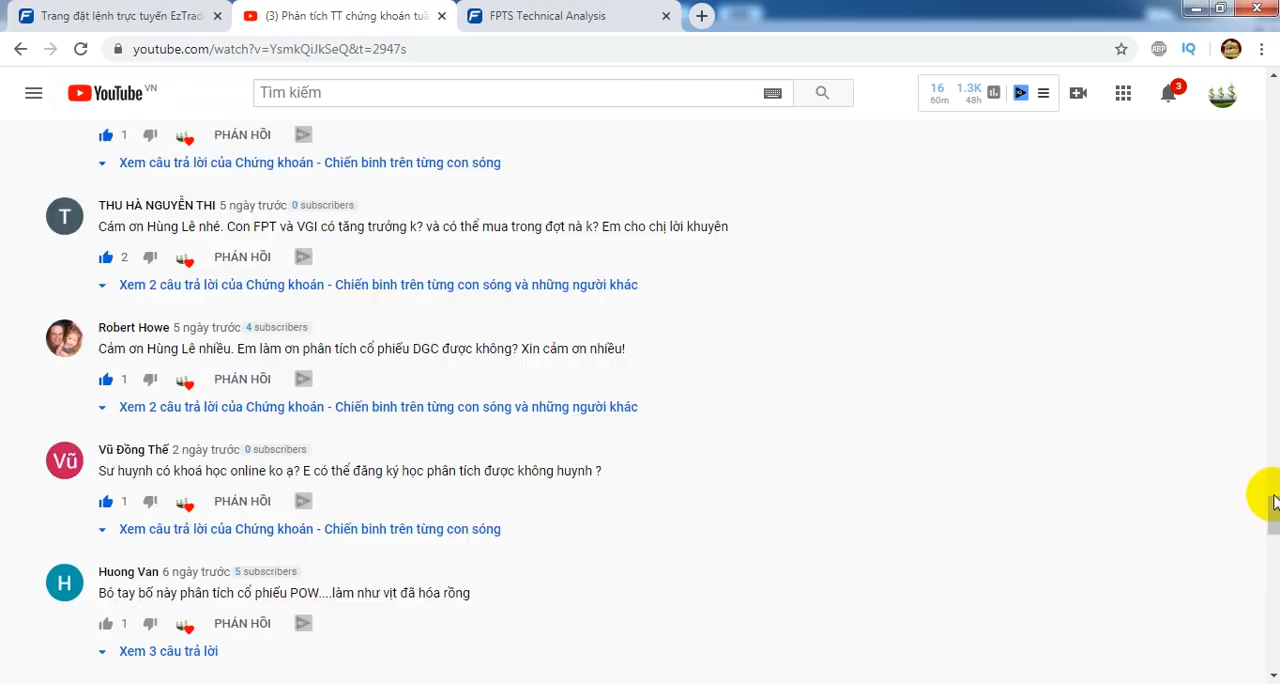 Trang đặt lệnh trực tuyến EzTrad
(3) Phân tích TT chứng khoán tuầ
FPTS Technical Analysis
youtube.com/watch?v=YsmkQiJkSeQ&t=2947s
ABP
IQ
YouTube VN
Tìm kiếm
16 60m
1.3K 48h
3
1 PHẢN HỒI
Xem câu trả lời của Chứng khoán - Chiến binh trên từng con sóng
T
THU HÀ NGUYỄN THI 5 ngày trước 0 subscribers
Cám ơn Hùng Lê nhé. Con FPT và VGI có tăng trưởng k? và có thể mua trong đợt nà k? Em cho chị lời khuyên
2 PHẢN HỒI
Xem 2 câu trả lời của Chứng khoán - Chiến binh trên từng con sóng và những người khác
Robert Howe 5 ngày trước 4 subscribers
Cảm ơn Hùng Lê nhiều. Em làm ơn phân tích cổ phiếu DGC được không? Xin cảm ơn nhiều!
1 PHẢN HỒI
Xem 2 câu trả lời của Chứng khoán - Chiến binh trên từng con sóng và những người khác
Vũ
Vũ Đồng Thế 2 ngày trước 0 subscribers
Sư huynh có khoá học online ko ạ? E có thể đăng ký học phân tích được không huynh ?
1 PHẢN HỒI
Xem câu trả lời của Chứng khoán - Chiến binh trên từng con sóng
H
Huong Van 6 ngày trước 5 subscribers
Bó tay bố này phân tích cổ phiếu POW....làm như vịt đã hóa rồng
1 PHẢN HỒI
Xem 3 câu trả lời